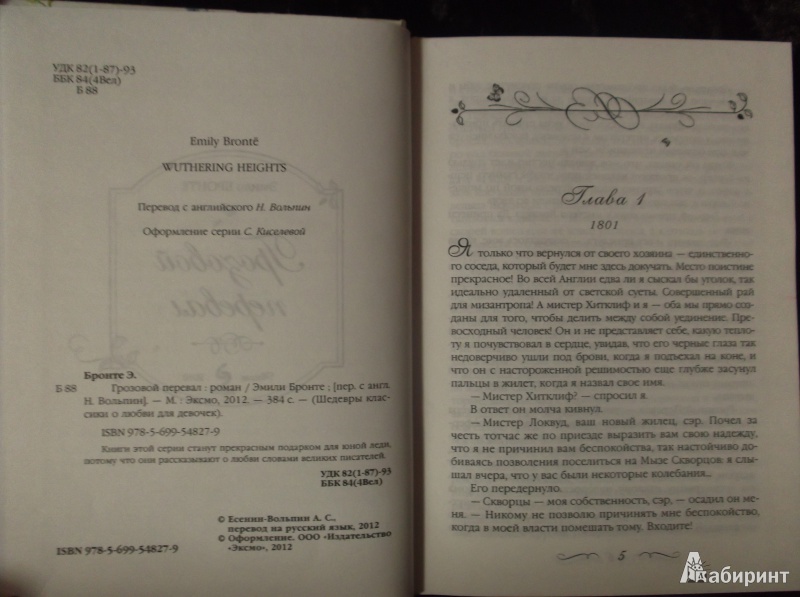 УДК 82(1-87)-93
ББК 84(4Вел)
Б 88
Emily Brontë
WUTHERING HEIGHTS
Перевод с английского Н. Вольпин
Оформление серии С. Киселевой
Бронте Э.
Б 88 Грозовой перевал : роман / Эмили Бронте ; [пер. с англ.
Н. Вольпин]. — М. : Эксмо, 2012. — 384 с. — (Шедевры клас-
сики о любви для девочек).
ISBN 978-5-699-54827-9
Книги этой серии станут прекрасным подарком для юной леди,
потому что они рассказывают о любви словами великих писателей.
УДК 82(1-87)-93
ББК 84(4Вел)
© Есенин-Вольпин А. С.,
перевод на русский язык, 2012
© Оформление. ООО «Издательство
«Эксмо», 2012
ISBN 978-5-699-54827-9
Грозовой
перевал
Глава 1
1801
Я только что вернулся от своего хозяина — единственно-
го соседа, который будет мне здесь докучать. Место поистине
прекрасное! Во всей Англии едва ли я сыскал бы уголок, так
идеально удаленный от светской суеты. Совершенный рай
для мизантропа! А мистер Хитклиф и я — оба мы прямо со-
зданы для того, чтобы делить между собой уединение. Пре-
восходный человек! Он и не представляет себе, какую тепло-
ту я почувствовал в сердце, увидав, что его черные глаза так
недоверчиво ушли под брови, когда я подъехал на коне, и
что он с настороженной решимостью еще глубже засунул
пальцы в жилет, когда я назвал свое имя.
— Мистер Хитклиф? — спросил я.
В ответ он молча кивнул.
— Мистер Локвуд, ваш новый жилец, сэр. Почел за
честь тотчас же по приезде выразить вам свою надежду,
что я не причинил вам беспокойства, так настойчиво до-
биваясь позволения поселиться на Мызе Скворцов: я слы-
шал вчера, что у вас были некоторые колебания...
Его передернуло.
— Скворцы — моя собственность, сэр, — осадил он ме-
ня. — Никому не позволю причинять мне беспокойство,
когда в моей власти помешать тому. Входите!
5
Лабиринт